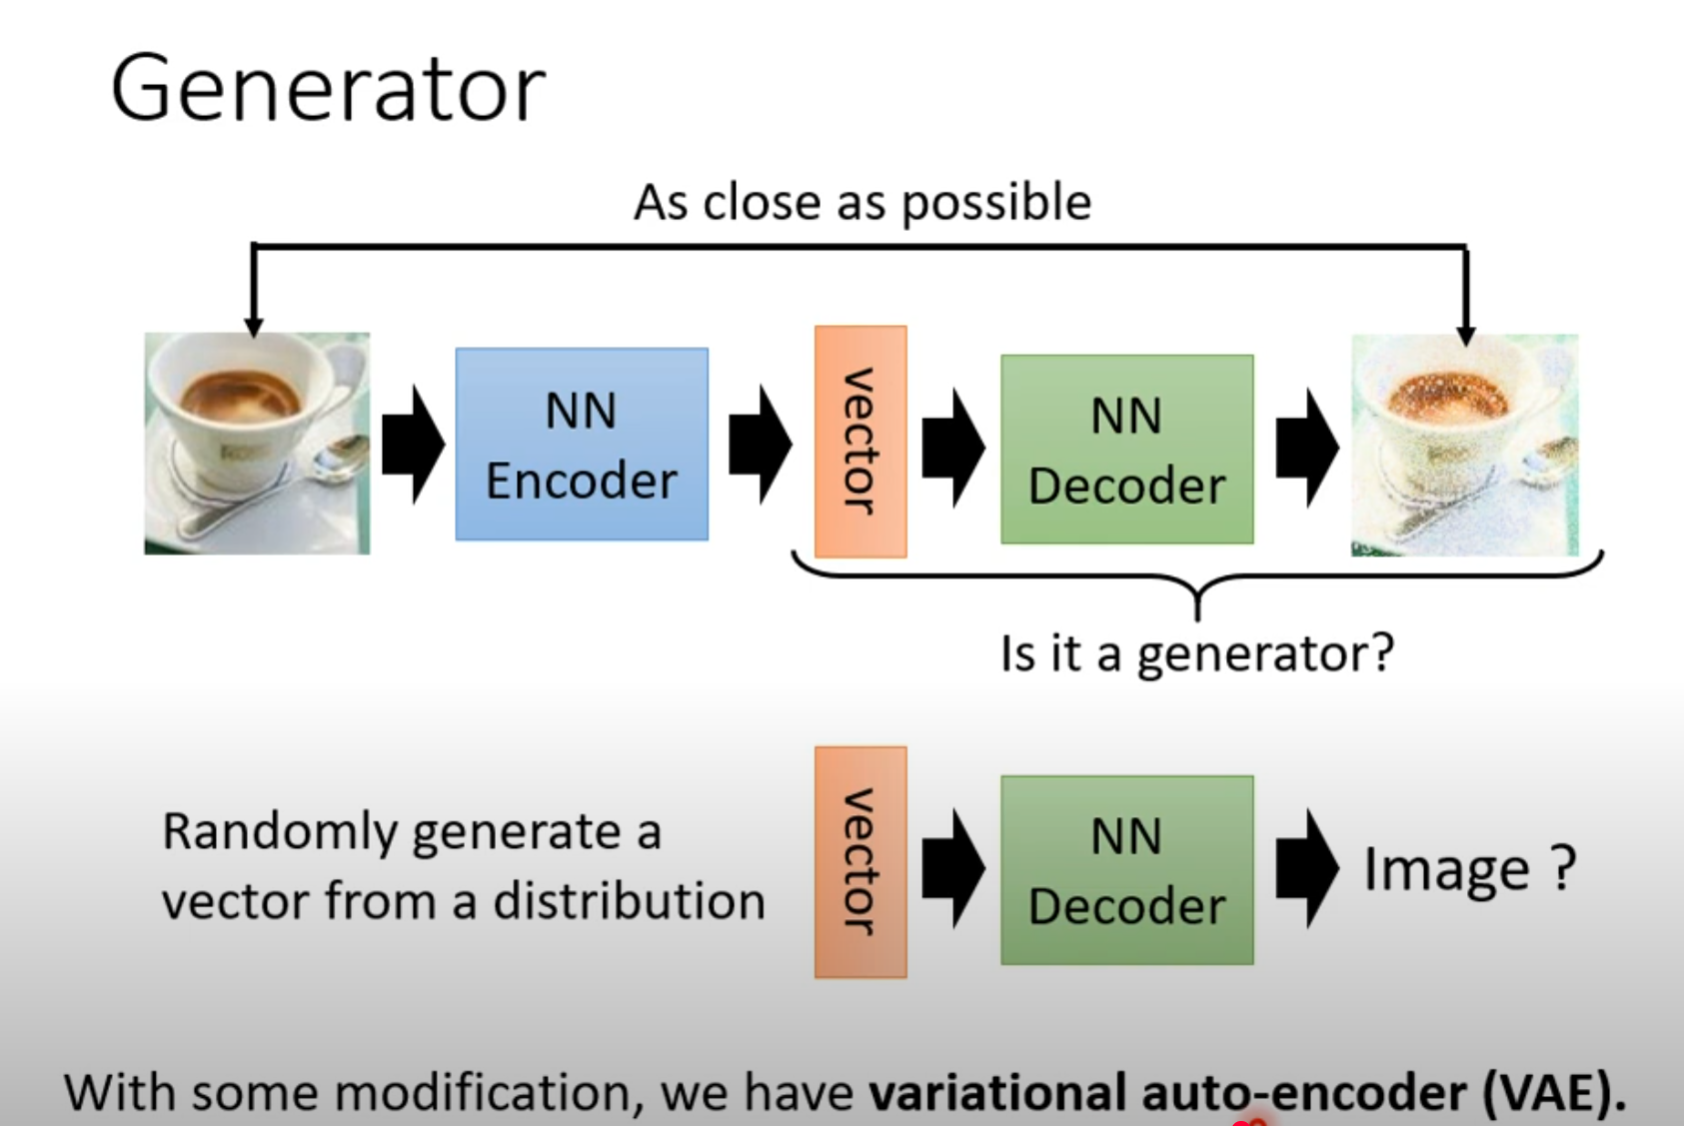 Generator
As close as possible
NN
Encoder
vector
NN
Decoder
Is it a generator?
Randomly generate a
vector from a distribution
vector
NN
Decoder
Image ?
With some modification, we have variational auto-encoder (VAE).